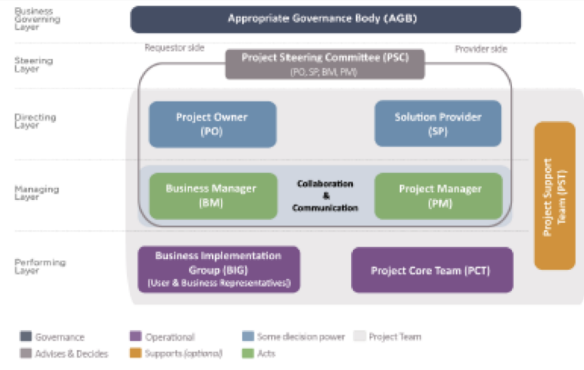 Business
Governing
Layer
Appropriate Governance Body (AGB)
Requestor side
Provider side
Steering
Layer
Project Steering Committee (PSC)
(PO, SP, BM, PM)
Directing
Layer
Project Owner
(PO)
Solution Provider
(SP)
Managing
Layer
Business Manager
(BM)
Collaboration
&
Communication
Project Manager
(PM)
Project Support
Team (PST)
Performing
Layer
Business Implementation
Group (BIG)
(User & Business Representatives)
Project Core Team (PCT)
Governance
Operational
Some decision power
Project Team
Advises & Decides
Supports (optional)
Acts